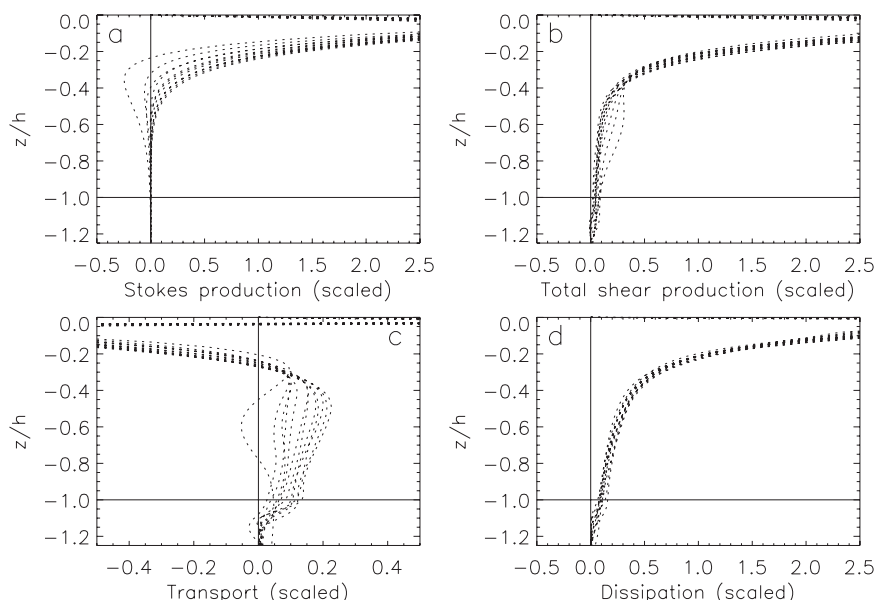 a
0.0
−0.2
−0.4
−0.6
−0.8
−1.0
−1.2
z/h
−0.5 0.0 0.5 1.0 1.5 2.0 2.5
Stokes production (scaled)
b
0.0
−0.2
−0.4
−0.6
−0.8
−1.0
−1.2
z/h
−0.5 0.0 0.5 1.0 1.5 2.0 2.5
Total shear production (scaled)
c
0.0
−0.2
−0.4
−0.6
−0.8
−1.0
−1.2
z/h
−0.4 −0.2 0.0 0.2 0.4
Transport (scaled)
d
0.0
−0.2
−0.4
−0.6
−0.8
−1.0
−1.2
z/h
−0.5 0.0 0.5 1.0 1.5 2.0 2.5
Dissipation (scaled)